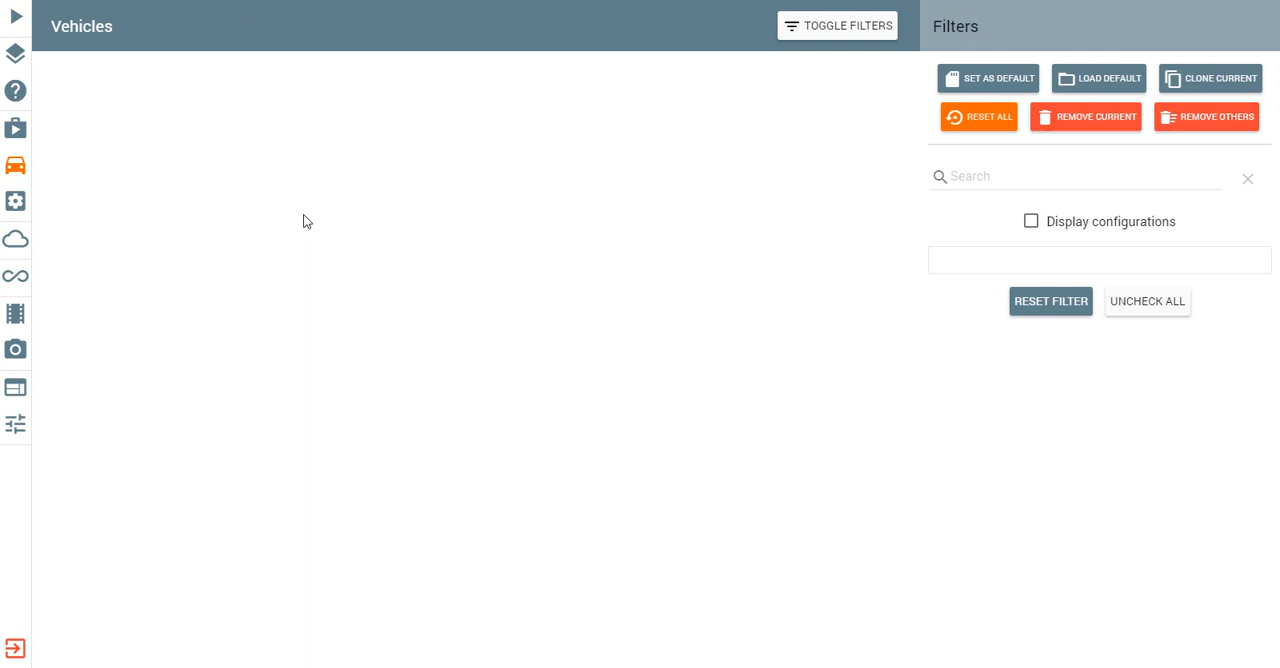 Vehicles
TOGGLE FILTERS
Filters
SET AS DEFAULT
LOAD DEFAULT
CLONE CURRENT
RESET ALL
REMOVE CURRENT
REMOVE OTHERS
Search
Display configurations
RESET FILTER
UNCHECK ALL